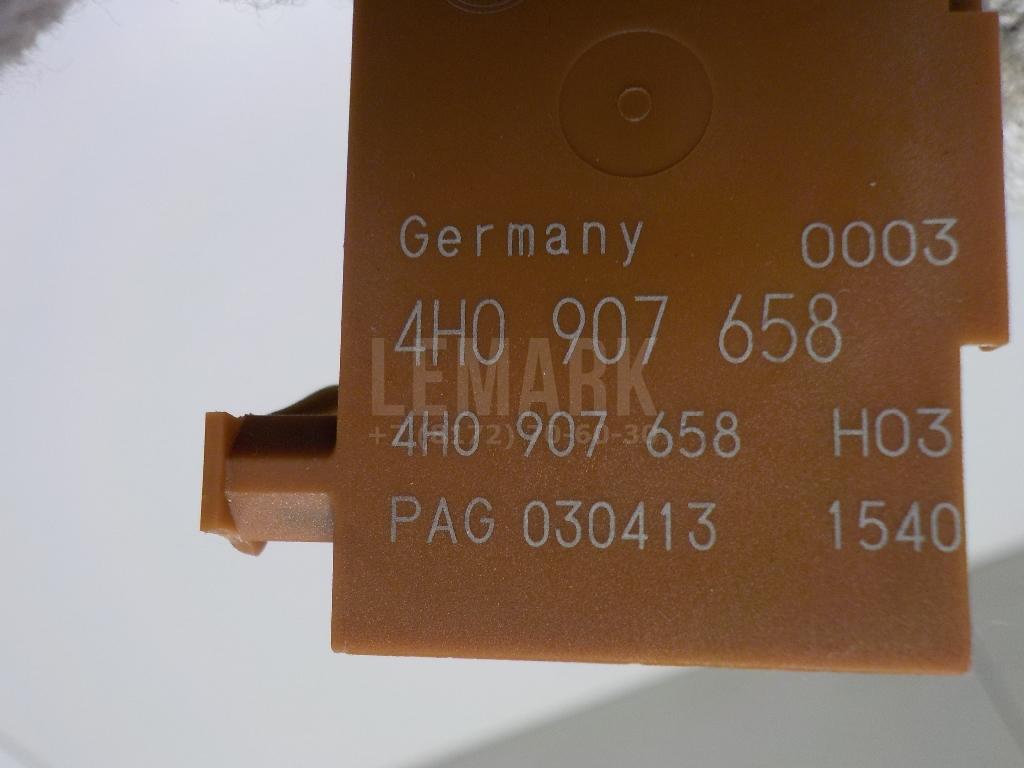 Germany 0003
4H0 907 658
LEMARK
4H0 907 658 H03
PAG 030413 1540